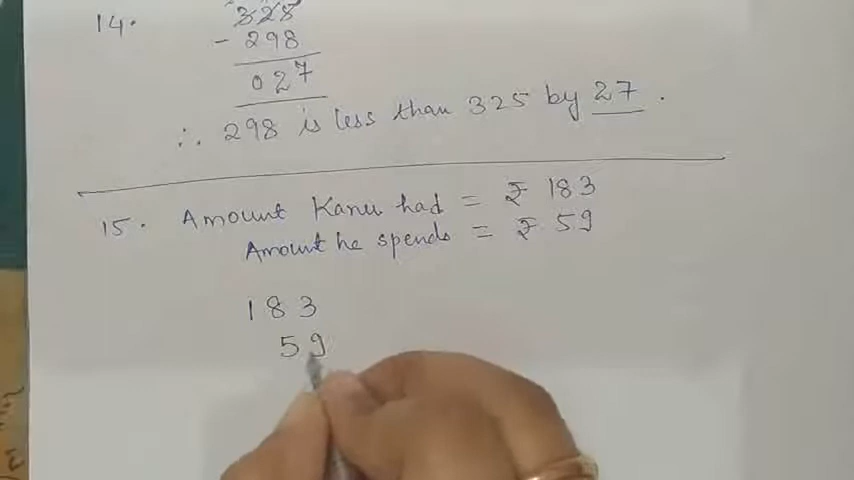 14.
325
- 298
027
∴ 298 is less than 325 by 27.
15. Amount Kanu had = ₹ 183
Amount he spends = ₹ 59
183
59